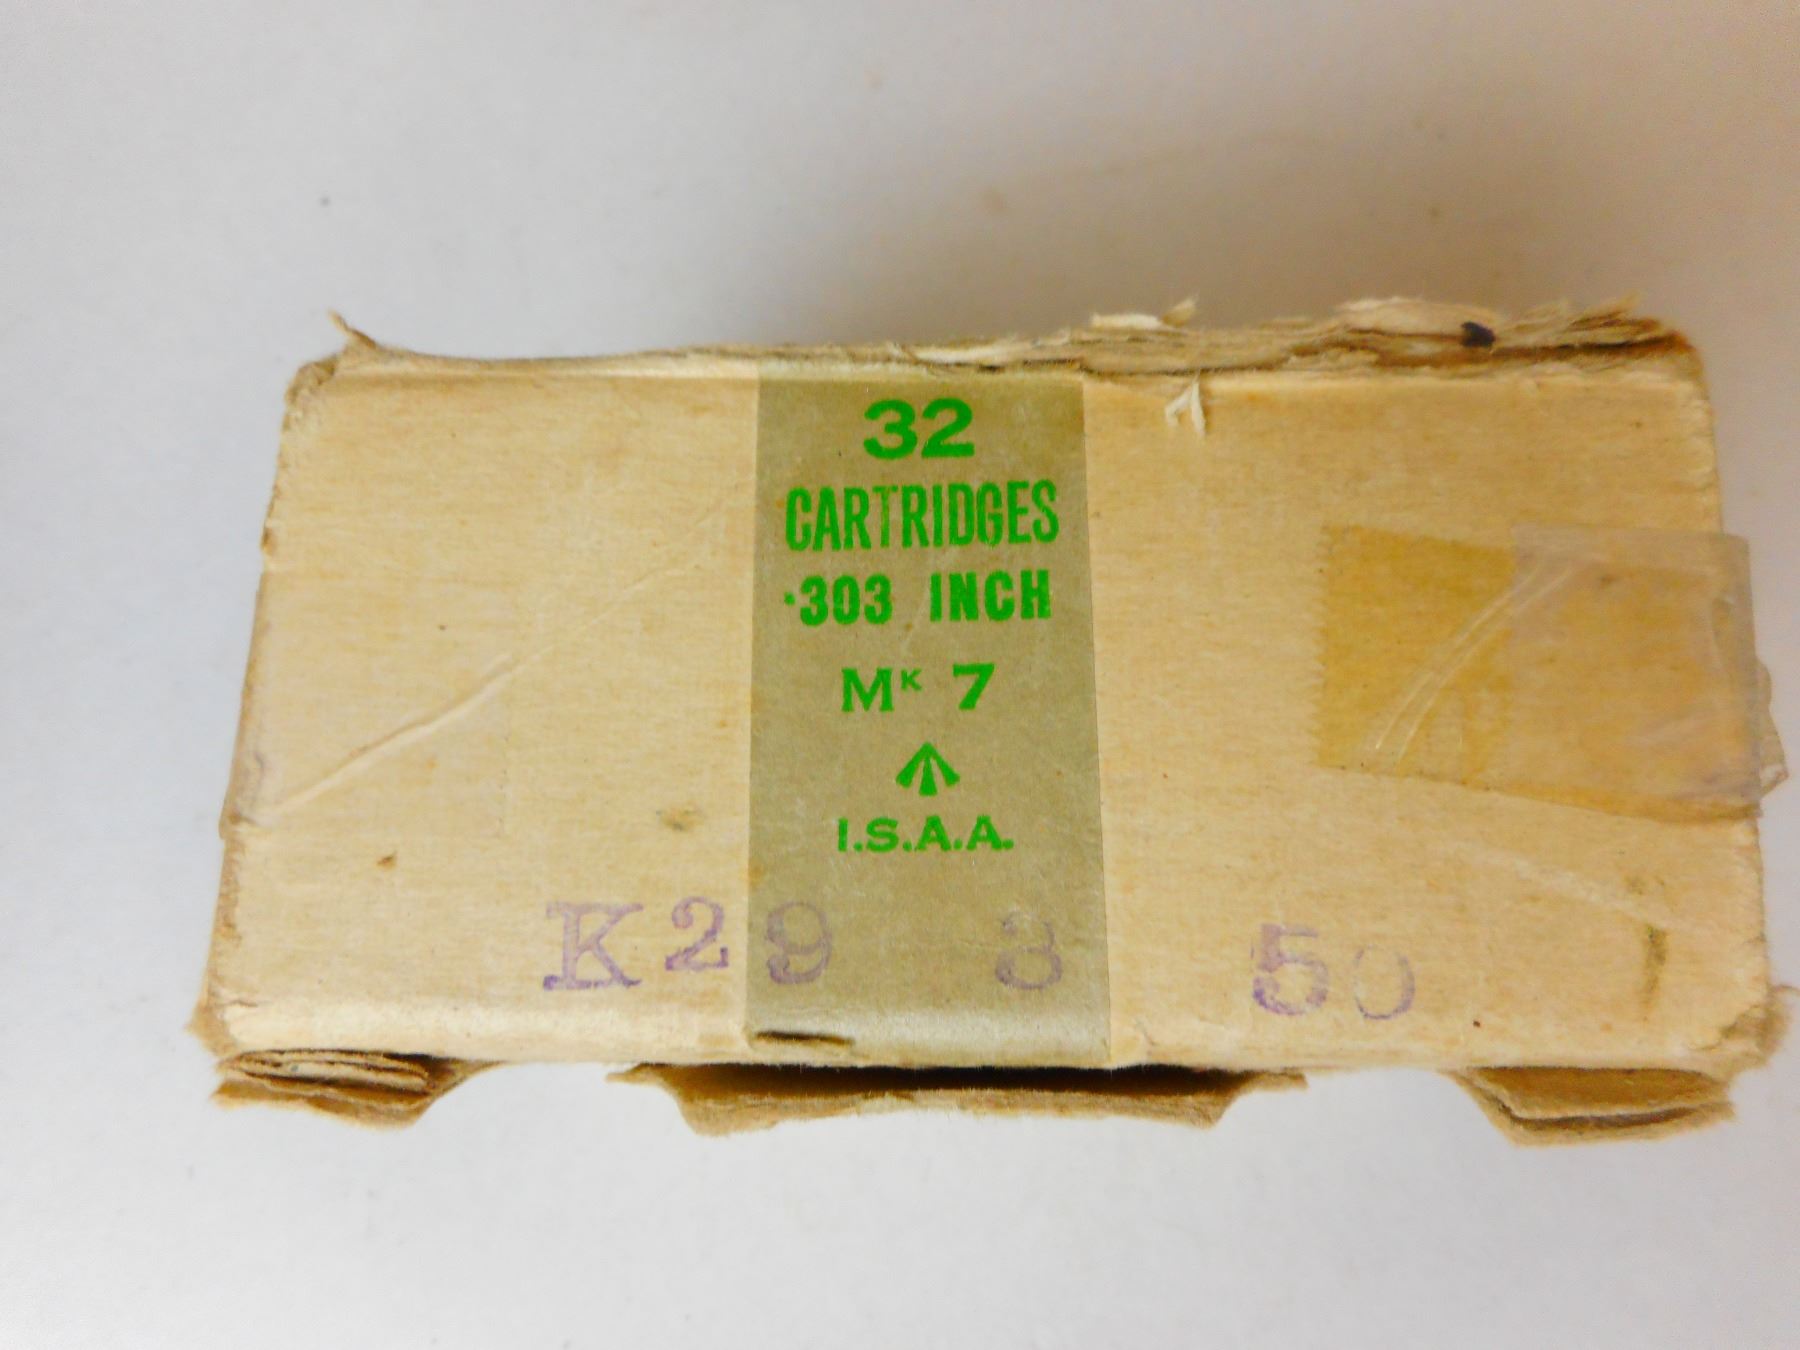 32
CARTRIDGES
·303 INCH
Mᴷ 7
I.S.A.A.
K29 3 50